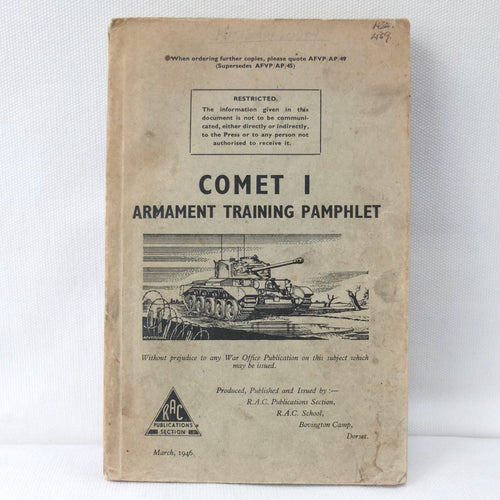 When ordering further copies, please quote AFVP/AP/49
(Supersedes AFVP/AP/45)
RESTRICTED.
The information given in this
document is not to be communi-
cated, either directly or indirectly,
to the Press or to any person not
authorised to receive it.
COMET I
ARMAMENT TRAINING PAMPHLET
Without prejudice to any War Office Publication on this subject which
may be issued.
Produced, Published and Issued by :—
R.A.C. Publications Section,
R.A.C. School,
Bovington Camp,
Dorset.
RAC
PUBLICATIONS
SECTION
March, 1946.